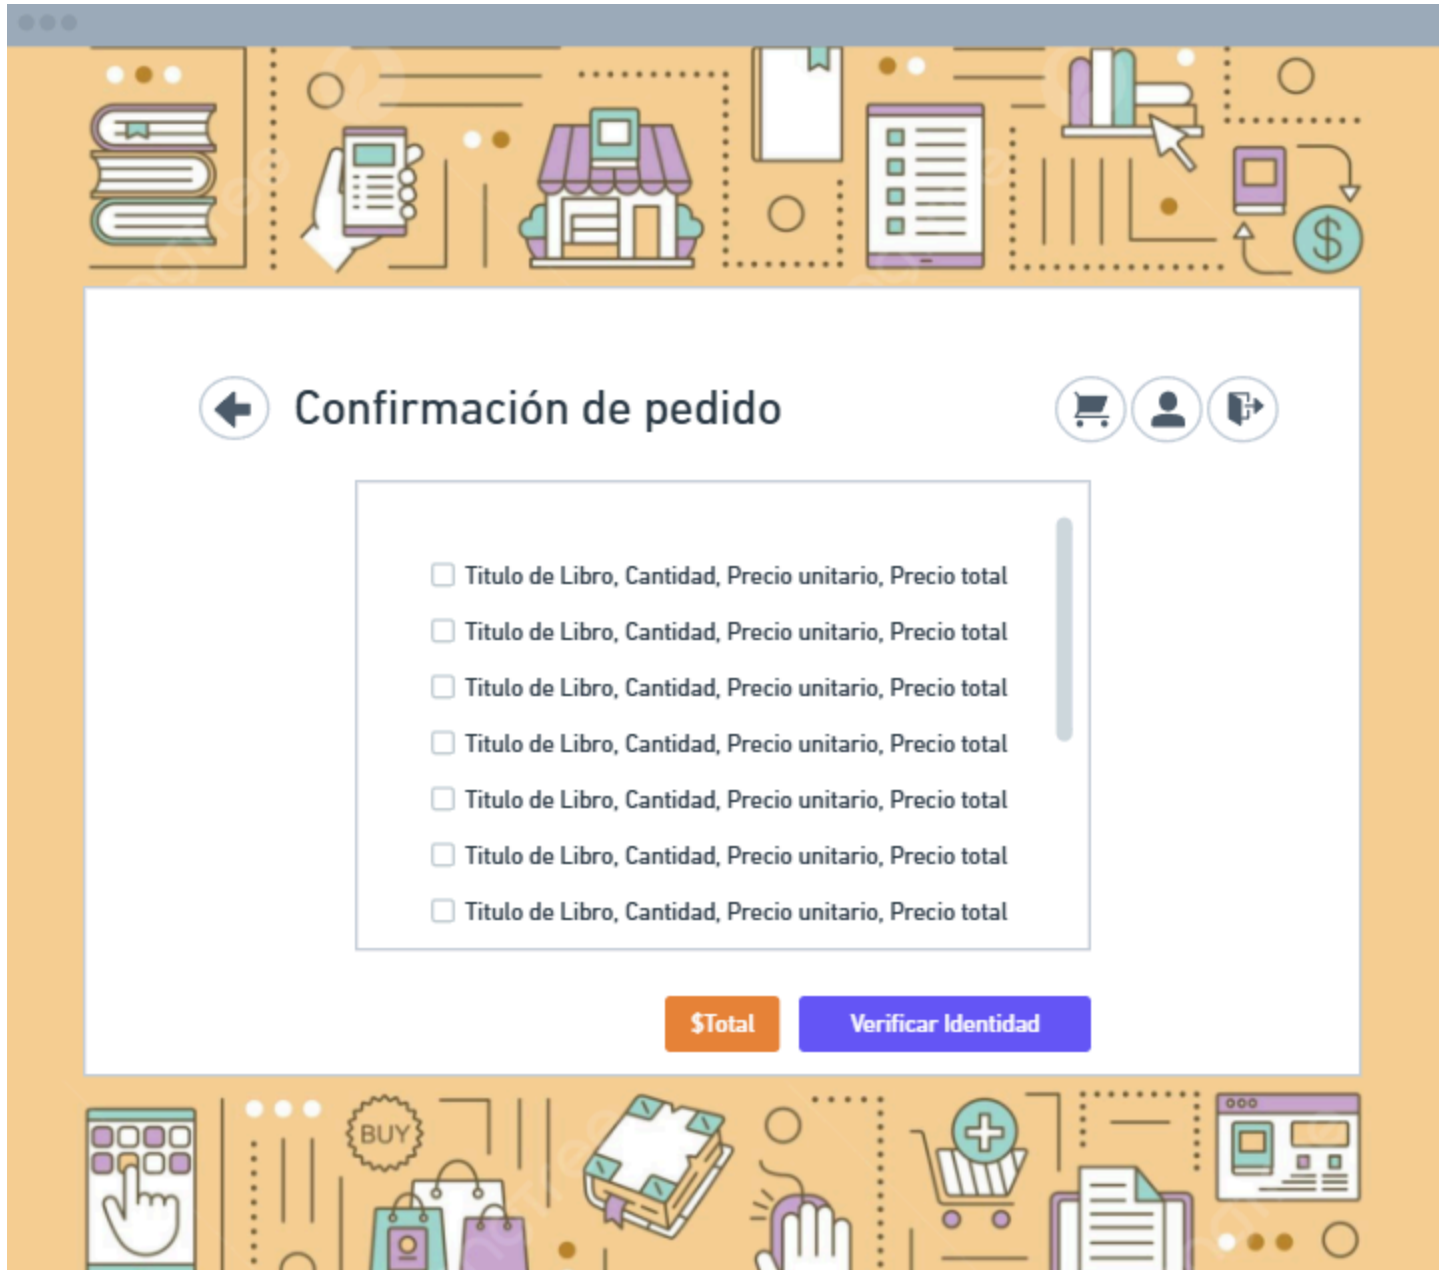 Confirmación de pedido
Titulo de Libro, Cantidad, Precio unitario, Precio total
Titulo de Libro, Cantidad, Precio unitario, Precio total
Titulo de Libro, Cantidad, Precio unitario, Precio total
Titulo de Libro, Cantidad, Precio unitario, Precio total
Titulo de Libro, Cantidad, Precio unitario, Precio total
Titulo de Libro, Cantidad, Precio unitario, Precio total
Titulo de Libro, Cantidad, Precio unitario, Precio total
$Total
Verificar Identidad
BUY